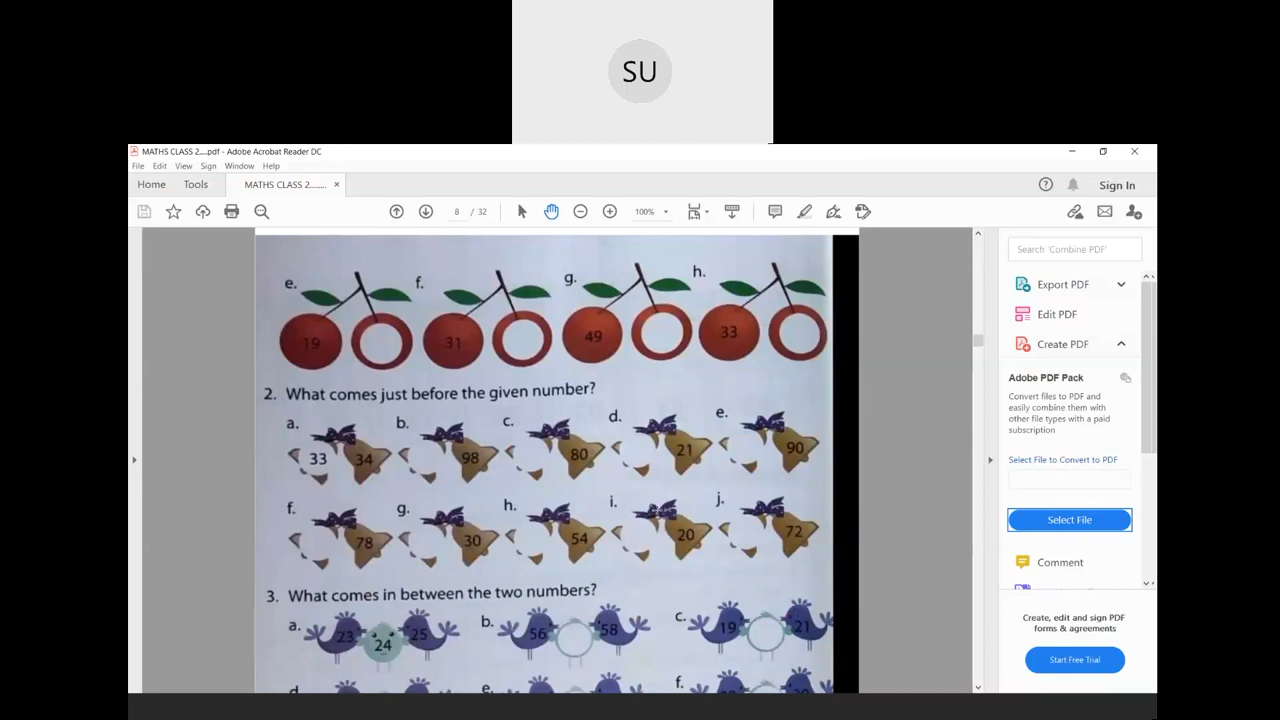 SU
MATHS CLASS 2.....pdf - Adobe Acrobat Reader DC
File Edit View Sign Window Help
Home Tools MATHS CLASS 2........ × Sign In
8 / 32 100%
Search 'Combine PDF'
Export PDF
Edit PDF
Create PDF
Adobe PDF Pack
Convert files to PDF and
easily combine them with
other file types with a paid
subscription
Select File to Convert to PDF
Select File
Comment
Create, edit and sign PDF
forms & agreements
Start Free Trial
e. f. g. h.
19 31 49 33
2. What comes just before the given number?
a. b. c. d. e.
33 34 98 80 21 90
f. g. h. i. j.
78 30 54 20 72
3. What comes in between the two numbers?
a. b. c.
23 24 25 56 58 19 21
e. f.